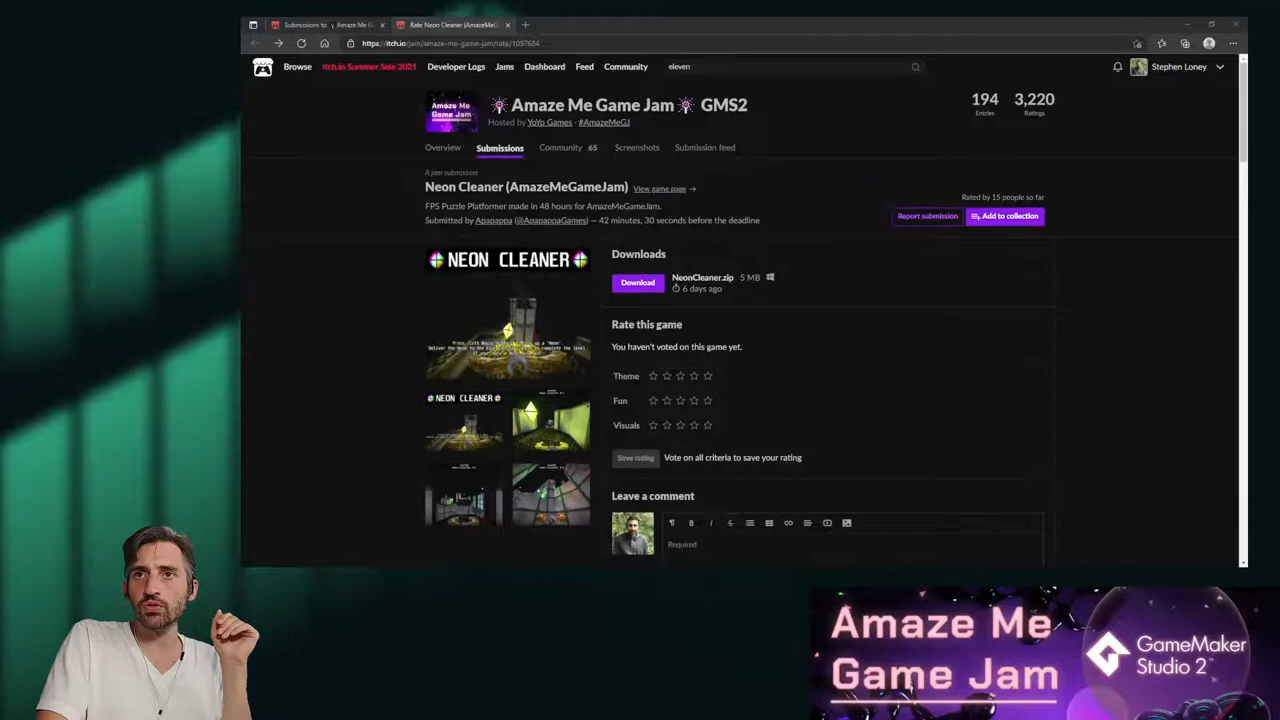 Submissions to
Amaze Me G
Rate Neon Cleaner (AmazeMeG
https://itch.io/jam/amaze-me-game-jam/rate/1097684
Browse
itch.io Summer Sale 2021
Developer Logs
Jams
Dashboard
Feed
Community
eleven
Stephen Loney
Amaze Me
Game Jam
Amaze Me Game Jam GMS2
Hosted by YoYo Games · #AmazeMeGJ
194
Entries
3,220
Ratings
Overview
Submissions
Community 65
Screenshots
Submission feed
A jam submission
Neon Cleaner (AmazeMeGameJam) View game page →
FPS Puzzle Platformer made in 48 hours for AmazeMeGameJam.
Submitted by Apapappa (@ApapappaGames) — 42 minutes, 30 seconds before the deadline
Rated by 15 people so far
Report submission
Add to collection
NEON CLEANER
NEON CLEANER
Downloads
Download
NeonCleaner.zip 5 MB
6 days ago
Rate this game
You haven't voted on this game yet.
Theme
Fun
Visuals
Save rating
Vote on all criteria to save your rating
Leave a comment
Required
Amaze Me
Game Jam
GameMaker
Studio 2